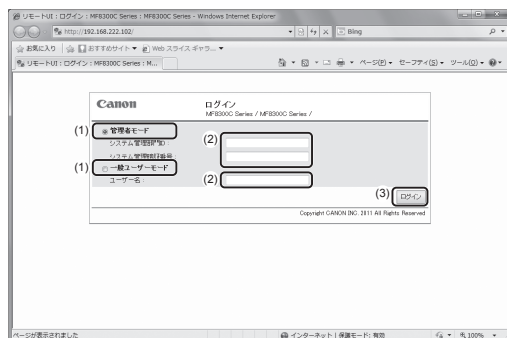 リモートUI : ログイン : MF8300C Series : MF8300C Series - Windows Internet Explorer
http://192.168.222.102/
Bing
お気に入り おすすめサイト ▼ Web スライス ギャラ... ▼
リモートUI : ログイン : MF8300C Series : M...
ページ(P) ▼ セーフティ(S) ▼ ツール(O) ▼
Canon
ログイン
MF8300C Series / MF8300C Series /
(1) 管理者モード
システム管理部門ID :
(2)
システム管理暗証番号 :
(1) 一般ユーザーモード
ユーザー名 :
(2)
(3)
ログイン
Copyright CANON INC. 2011 All Rights Reserved
ページが表示されました
インターネット | 保護モード: 有効
100%